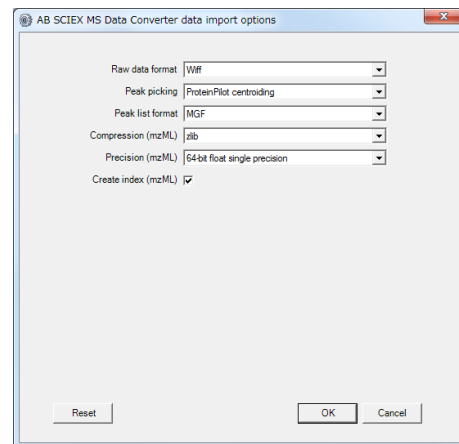 AB SCIEX MS Data Converter data import options
Raw data format Wiff
Peak picking ProteinPilot centroiding
Peak list format MGF
Compression (mzML) zlib
Precision (mzML) 64-bit float single precision
Create index (mzML)
Reset OK Cancel